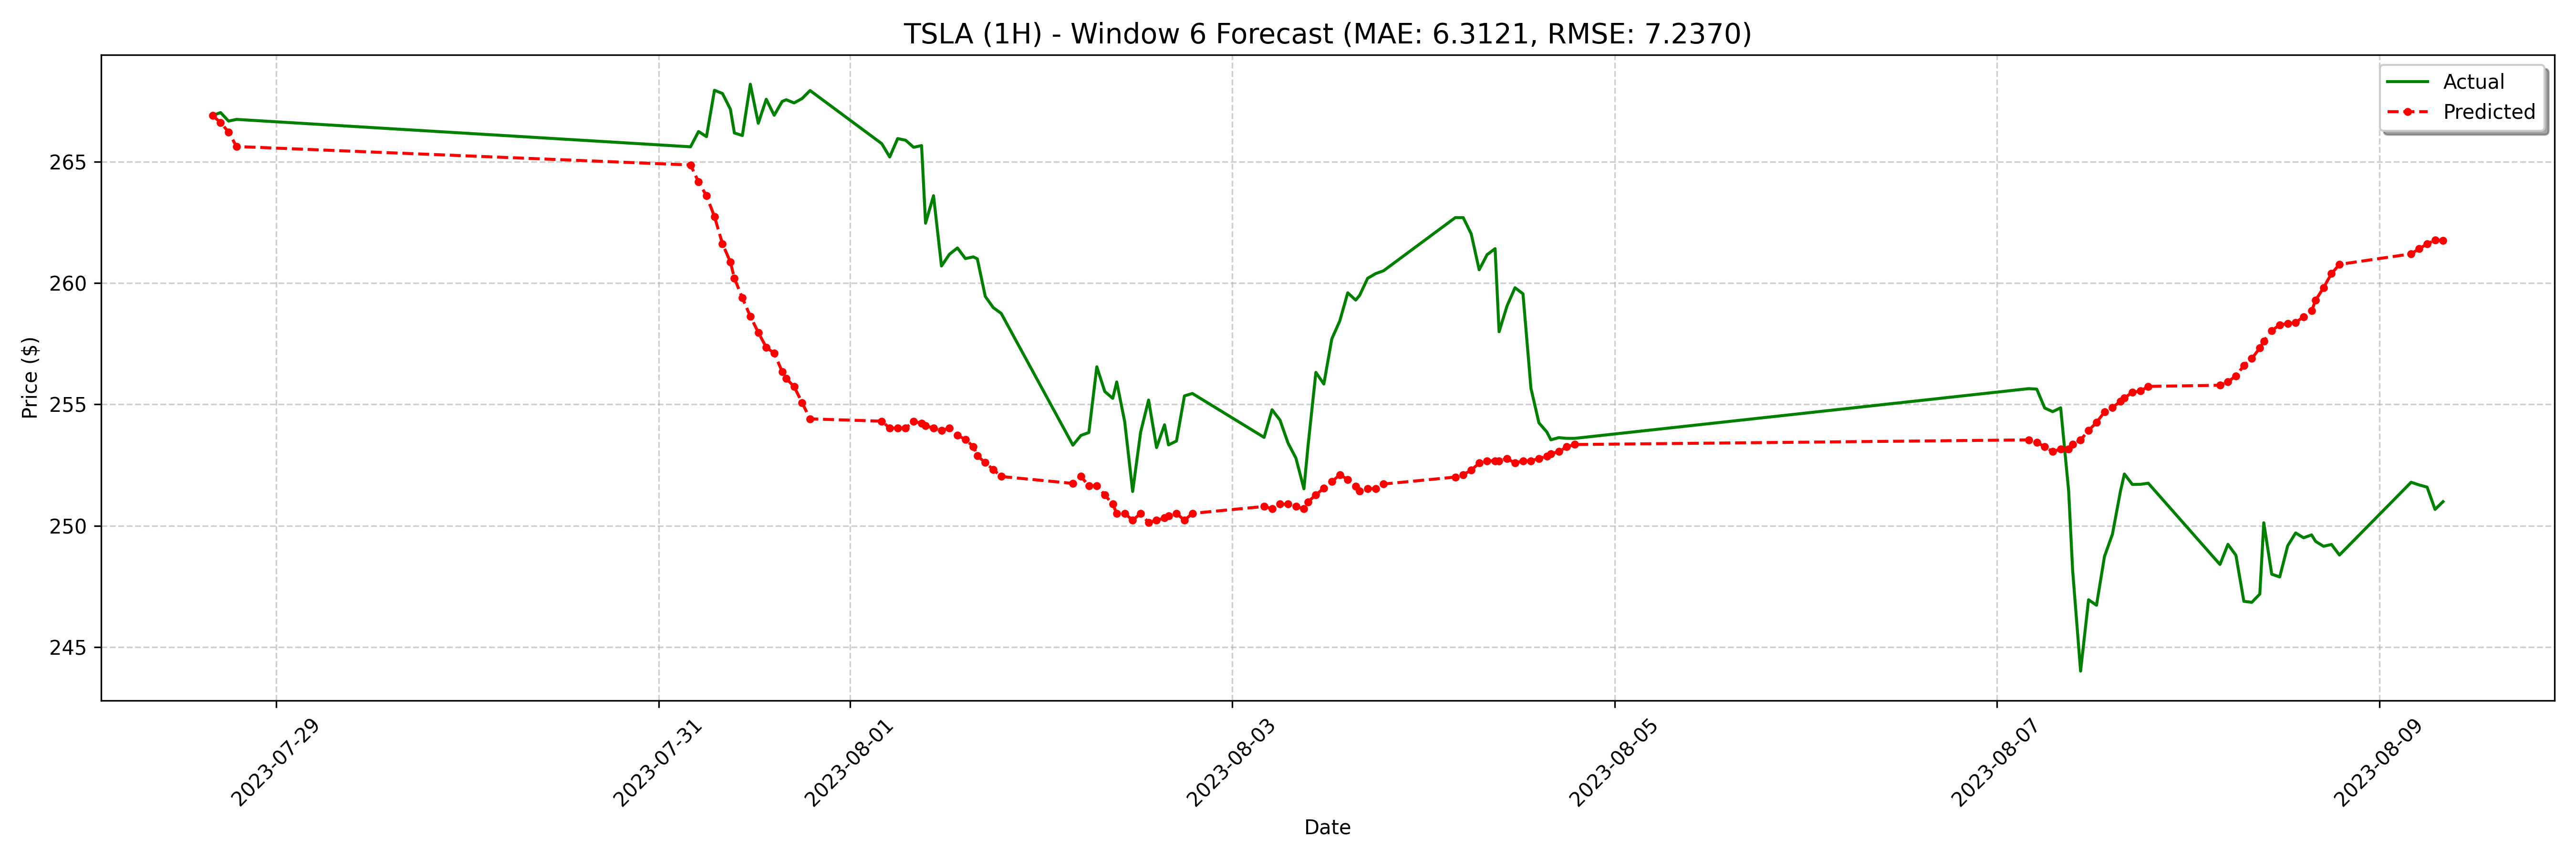 TSLA (1H) - Window 6 Forecast (MAE: 6.3121, RMSE: 7.2370)
Actual
Predicted
Price ($)
265
260
255
250
245
2023-07-29
2023-07-31
2023-08-01
2023-08-03
2023-08-05
2023-08-07
2023-08-09
Date